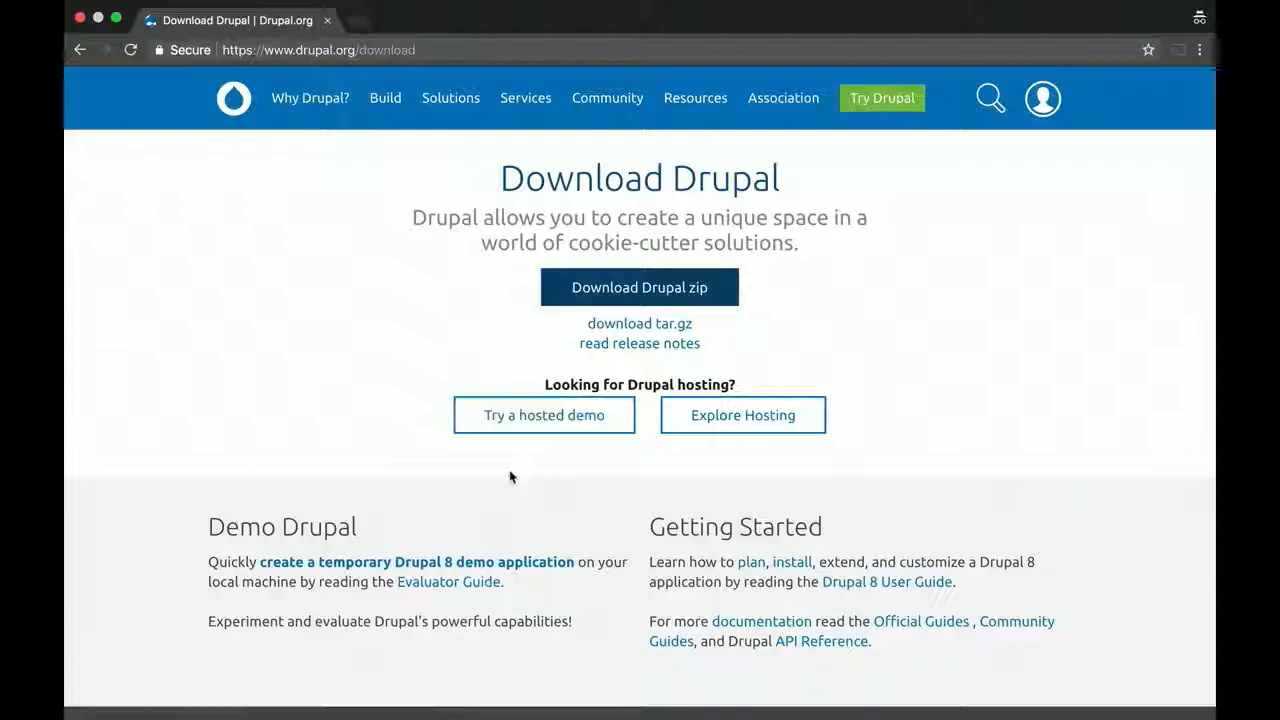 Download Drupal | Drupal.org
Secure https://www.drupal.org/download
Why Drupal? Build Solutions Services Community Resources Association Try Drupal
Download Drupal
Drupal allows you to create a unique space in a
world of cookie-cutter solutions.
Download Drupal zip
download tar.gz
read release notes
Looking for Drupal hosting?
Try a hosted demo Explore Hosting
Demo Drupal
Quickly create a temporary Drupal 8 demo application on your
local machine by reading the Evaluator Guide.
Experiment and evaluate Drupal's powerful capabilities!
Getting Started
Learn how to plan, install, extend, and customize a Drupal 8
application by reading the Drupal 8 User Guide.
For more documentation read the Official Guides , Community
Guides, and Drupal API Reference.